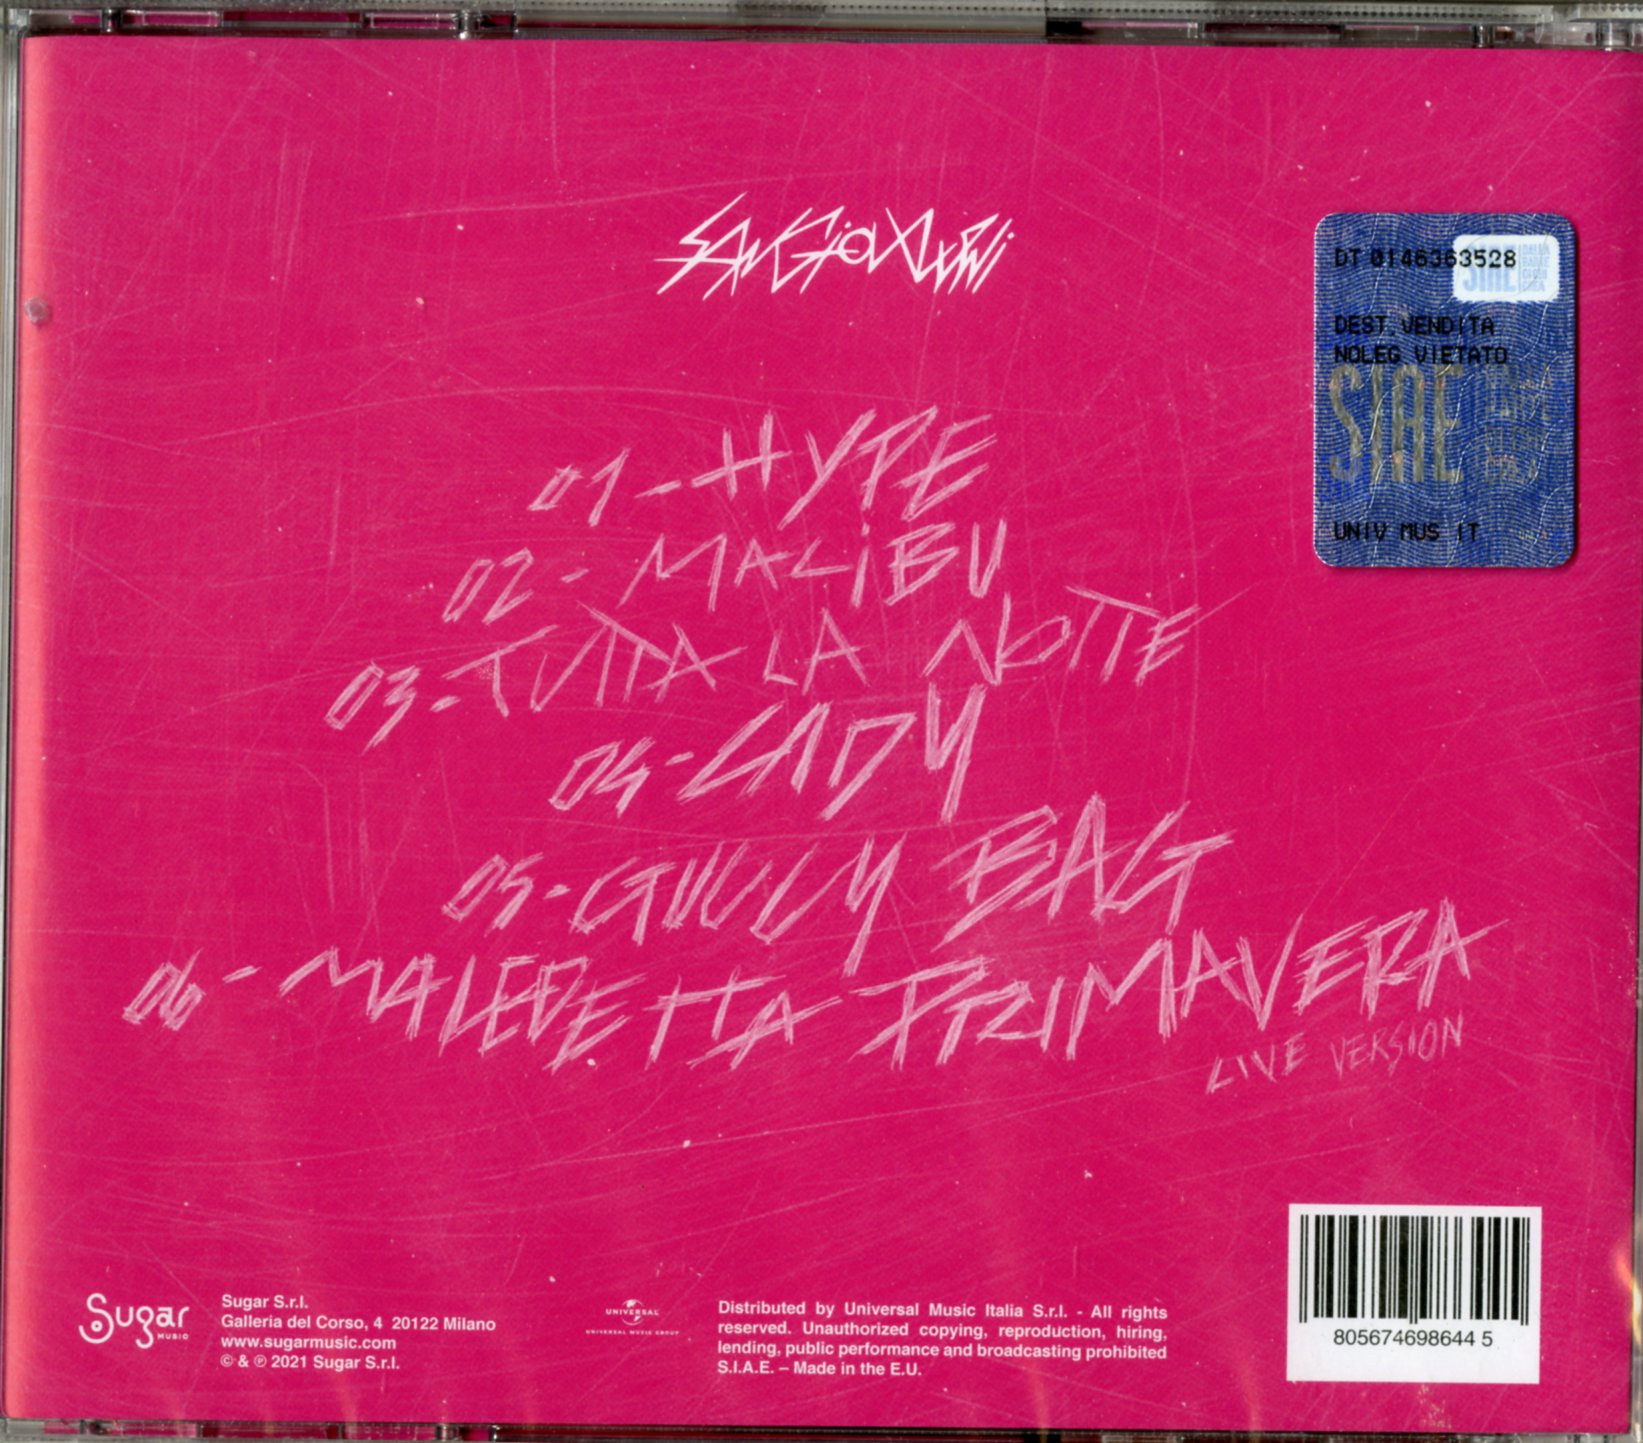 SANGiOVANNi
DT 0146363528
DEST.VENDITA
NOLEG.VIETATO
SIAE
UNIV MUS IT
01 - HYPE
02 - MALiBU
03 - TUTTA LA NOTTE
04 - LADY
05 - GUCCY BAG
06 - MALEDETTA PRIMAVERA
LIVE VERSION
Sugar
MUSIC
Sugar S.r.l.
Galleria del Corso, 4 20122 Milano
www.sugarmusic.com
© & ℗ 2021 Sugar S.r.l.
UNIVERSAL
UNIVERSAL MUSIC GROUP
Distributed by Universal Music Italia S.r.l. - All rights
reserved. Unauthorized copying, reproduction, hiring,
lending, public performance and broadcasting prohibited
S.I.A.E. – Made in the E.U.
805674698644 5